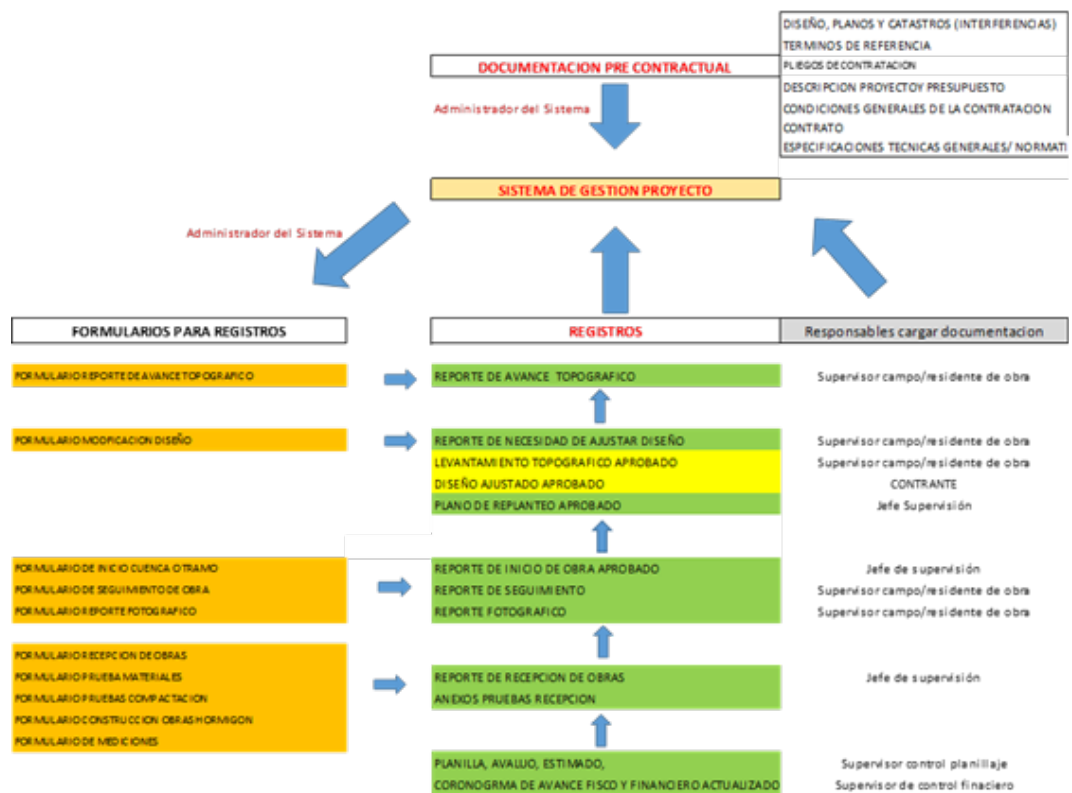 DISEÑO, PLANOS Y CATASTROS (INTERFERENCIAS)
TERMINOS DE REFERENCIA
DOCUMENTACION PRE CONTRACTUAL
PLIEGOS DE CONTRATACION
DESCRIPCION PROYECTO Y PRESUPUESTO
Administrador del Sistema
CONDICIONES GENERALES DE LA CONTRATACION
CONTRATO
ESPECIFICACIONES TECNICAS GENERALES/ NORMATI
SISTEMA DE GESTION PROYECTO
Administrador del Sistema
FORMULARIOS PARA REGISTROS
REGISTROS
Responsables cargar documentacion
FORMULARIO REPORTE DE AVANCE TOPOGRAFICO
REPORTE DE AVANCE TOPOGRAFICO
Supervisor campo/residente de obra
FORMULARIO MODFICACION DISEÑO
REPORTE DE NECESIDAD DE AJUSTAR DISEÑO
Supervisor campo/residente de obra
LEVANTAMIENTO TOPOGRAFICO APROBADO
Supervisor campo/residente de obra
DISEÑO AJUSTADO APROBADO
CONTRANTE
PLANO DE REPLANTEO APROBADO
Jefe Supervisión
FORMULARIO DE INICIO CUENCA O TRAMO
REPORTE DE INICIO DE OBRA APROBADO
Jefe de supervisión
FORMULARIO DE SEGUIMIENTO DE OBRA
REPORTE DE SEGUIMIENTO
Supervisor campo/residente de obra
FORMULARIO REPORTE FOTOGRAFICO
REPORTE FOTOGRAFICO
Supervisor campo/residente de obra
FORMULARIO RECEPCION DE OBRAS
FORMULARIO PRUEBA MATERIALES
REPORTE DE RECEPCION DE OBRAS
Jefe de supervisión
FORMULARIO PRUEBAS COMPACTACION
ANEXOS PRUEBAS RECEPCION
FORMULARIO CONSTRUCCION OBRAS HORMIGON
FORMULARIO DE MEDICIONES
PLANILLA, AVALUO, ESTIMADO,
Supervisor control planillaje
CORONOGRMA DE AVANCE FISCO Y FINANCIERO ACTUALIZADO
Supervisor de control finaciero